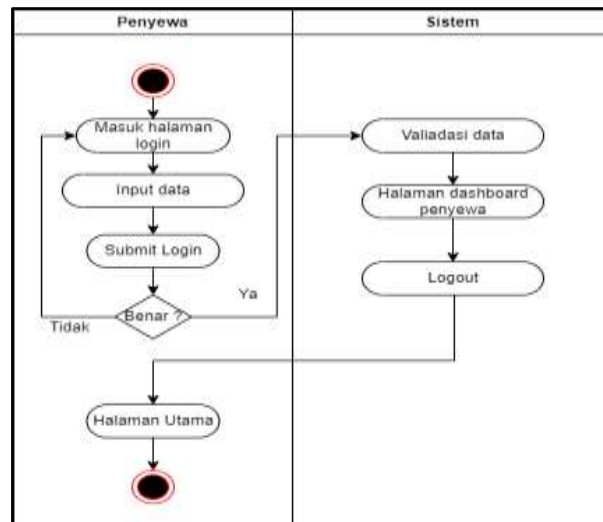 Penyewa
Sistem
Masuk halaman
login
Input data
Submit Login
Benar ?
Tidak
Ya
Valiadasi data
Halaman dashboard
penyewa
Logout
Halaman Utama